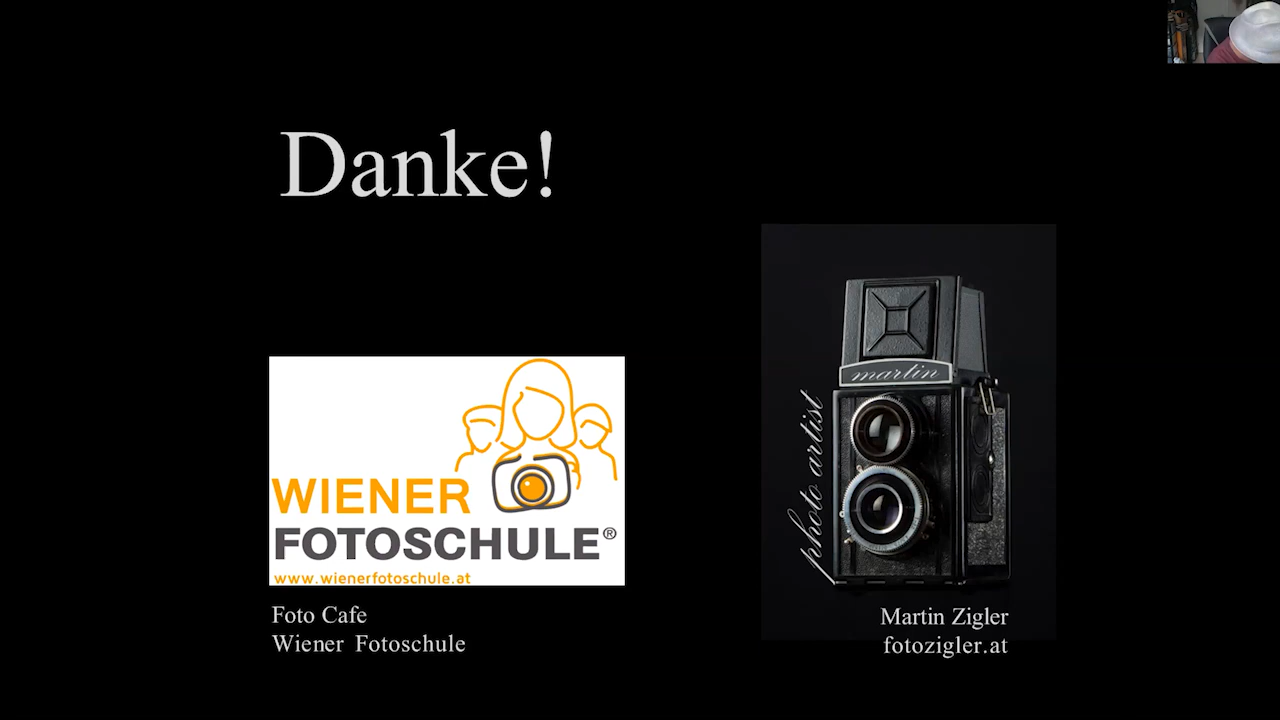 Danke!
WIENER
FOTOSCHULE®
www.wienerfotoschule.at
Foto Cafe
Wiener Fotoschule
martin
photo artist
Martin Zigler
fotozigler.at